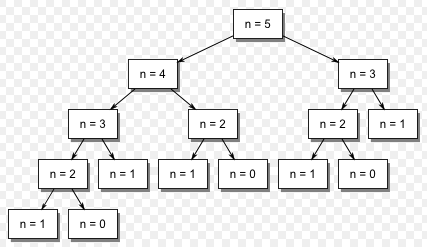 n = 5
n = 4
n = 3
n = 3
n = 2
n = 2
n = 1
n = 2
n = 1
n = 1
n = 0
n = 1
n = 0
n = 1
n = 0